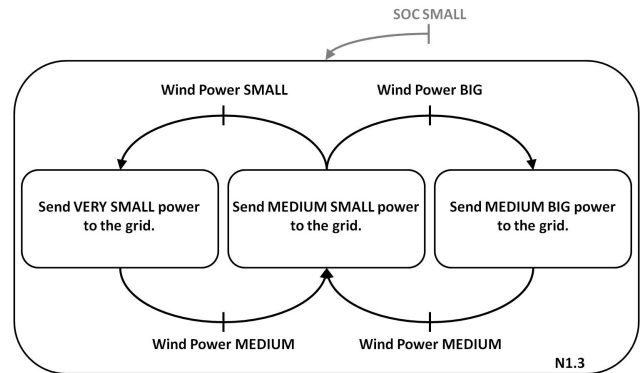 SOC SMALL
Wind Power SMALL
Wind Power BIG
Send VERY SMALL power
to the grid.
Send MEDIUM SMALL power
to the grid.
Send MEDIUM BIG power
to the grid.
Wind Power MEDIUM
Wind Power MEDIUM
N1.3